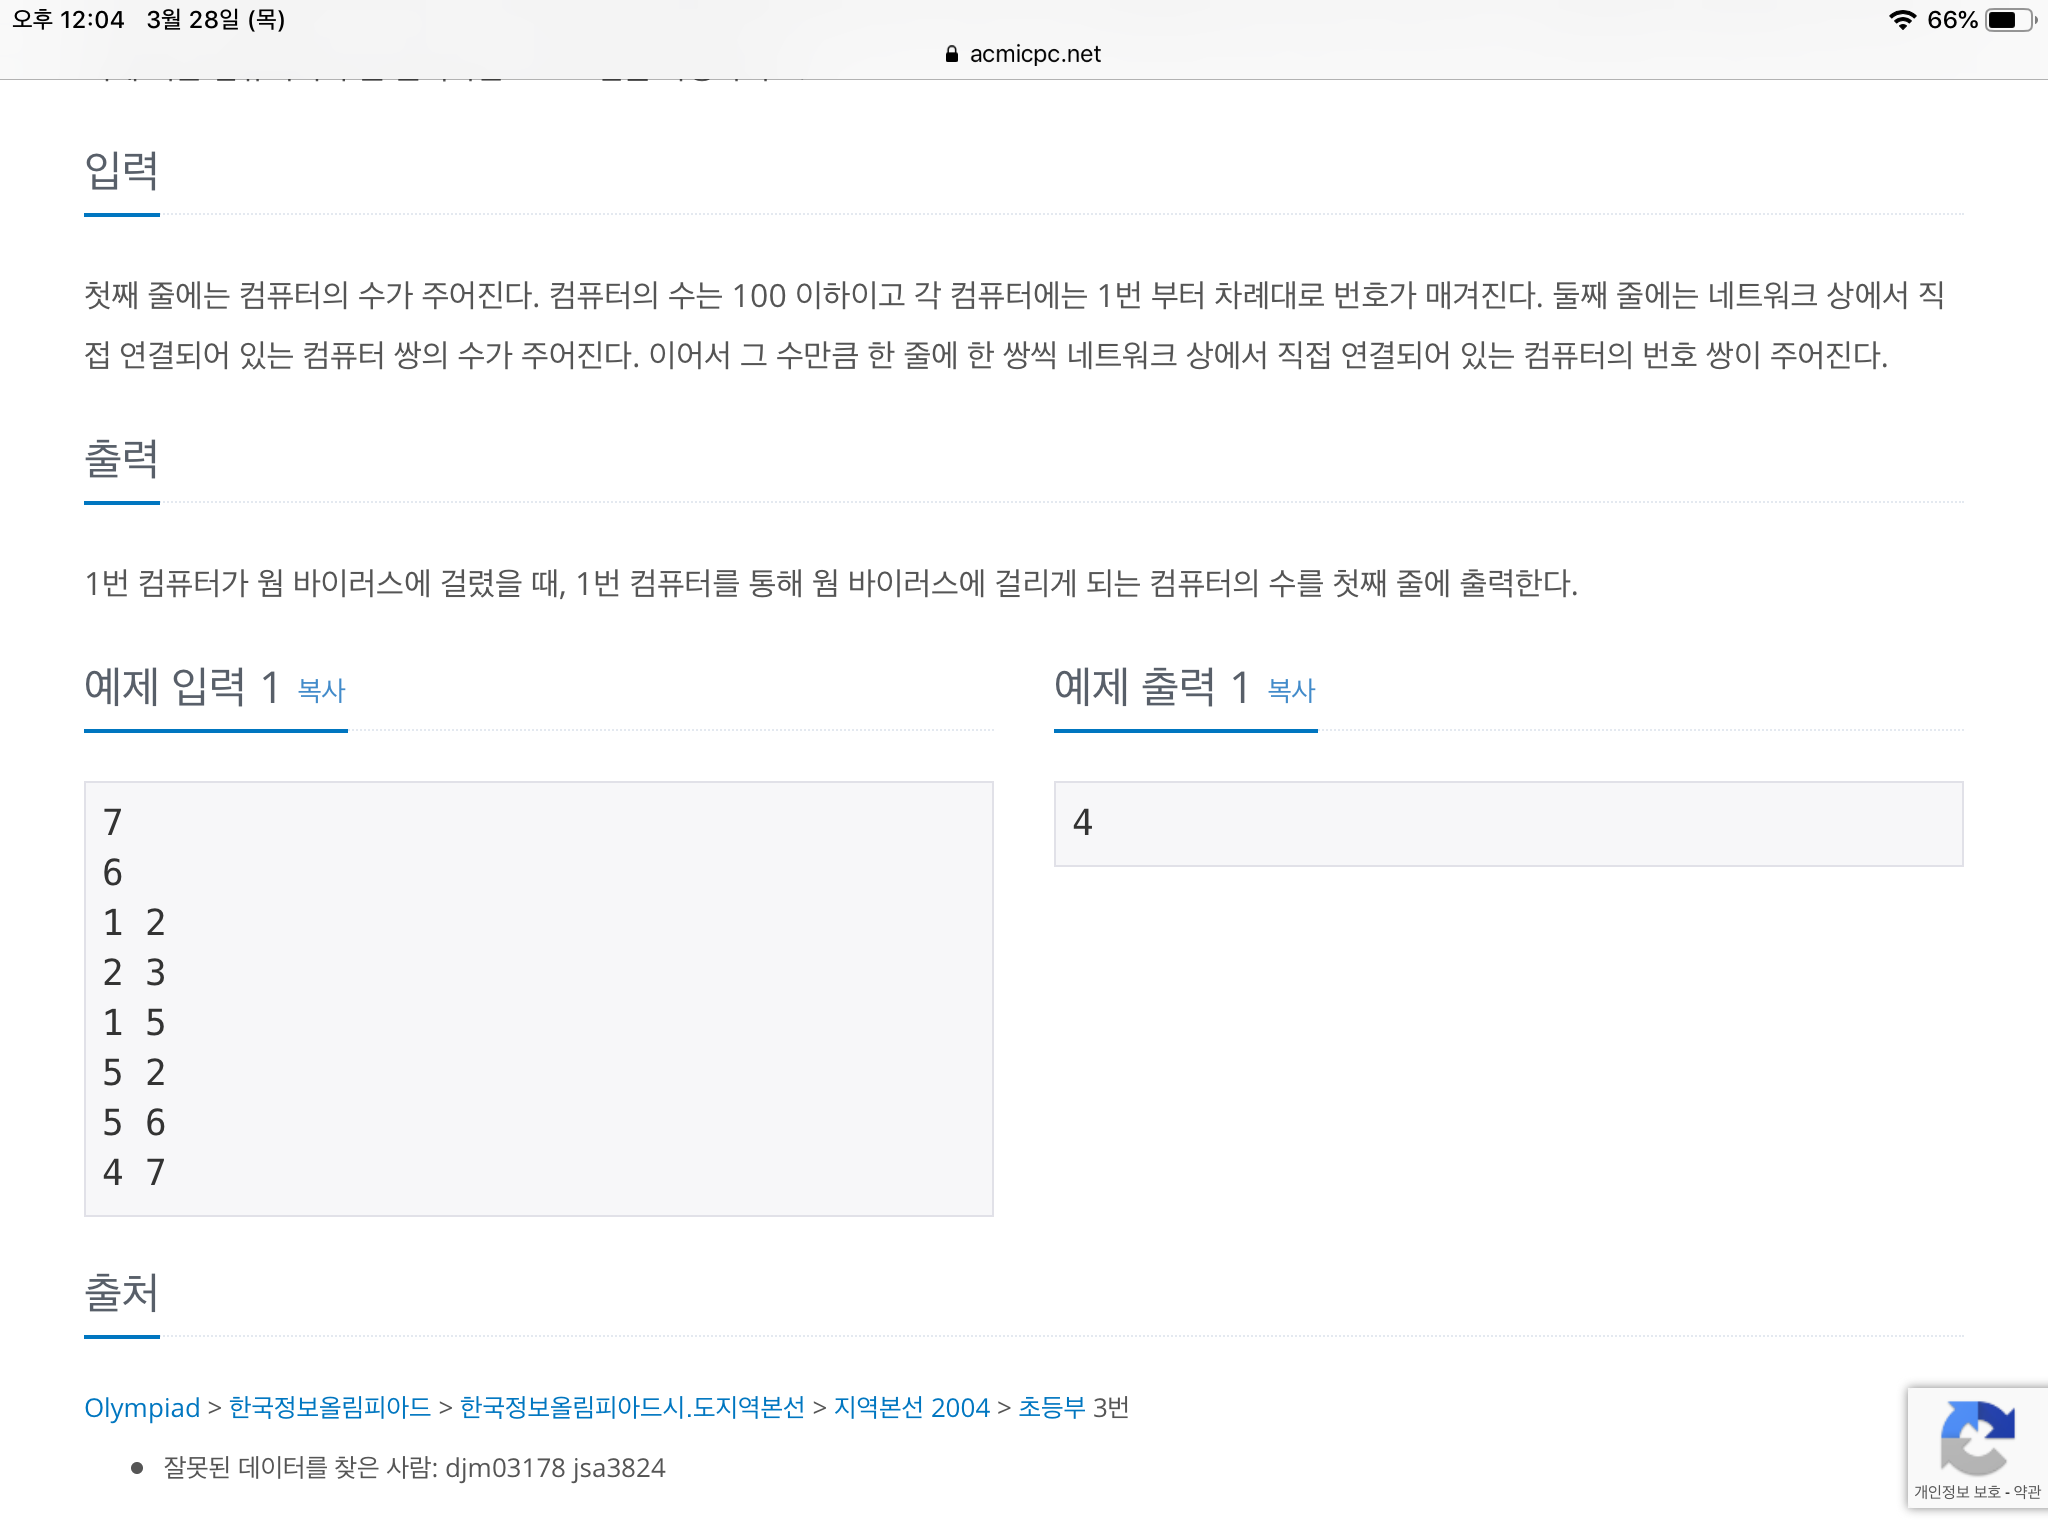 오후 12:04 3월 28일 (목)
66%
acmicpc.net
입력
첫째 줄에는 컴퓨터의 수가 주어진다. 컴퓨터의 수는 100 이하이고 각 컴퓨터에는 1번 부터 차례대로 번호가 매겨진다. 둘째 줄에는 네트워크 상에서 직
접 연결되어 있는 컴퓨터 쌍의 수가 주어진다. 이어서 그 수만큼 한 줄에 한 쌍씩 네트워크 상에서 직접 연결되어 있는 컴퓨터의 번호 쌍이 주어진다.
출력
1번 컴퓨터가 웜 바이러스에 걸렸을 때, 1번 컴퓨터를 통해 웜 바이러스에 걸리게 되는 컴퓨터의 수를 첫째 줄에 출력한다.
예제 입력 1 복사
7
6
1 2
2 3
1 5
5 2
5 6
4 7
예제 출력 1 복사
4
출처
Olympiad > 한국정보올림피아드 > 한국정보올림피아드시.도지역본선 > 지역본선 2004 > 초등부 3번
잘못된 데이터를 찾은 사람: djm03178 jsa3824
개인정보 보호 - 약관